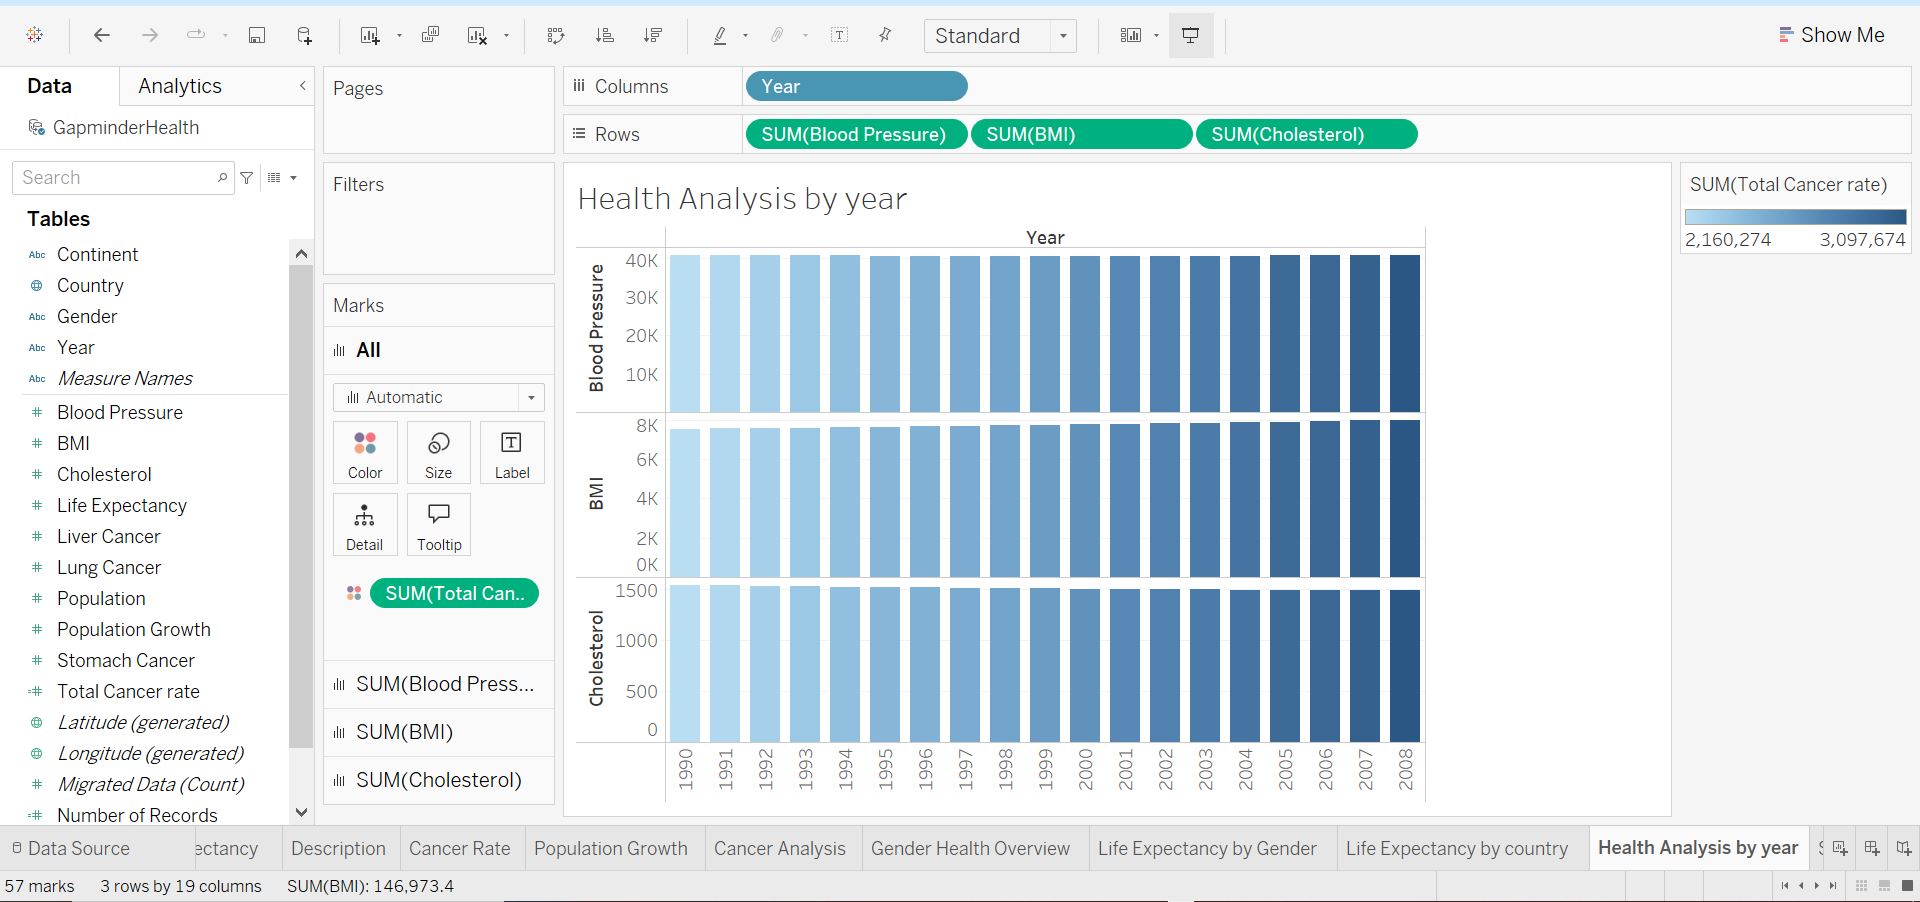 Standard
Show Me
Data
Analytics
GapminderHealth
Search
Tables
Abc Continent
Country
Abc Gender
Abc Year
Abc Measure Names
# Blood Pressure
# BMI
# Cholesterol
# Life Expectancy
# Liver Cancer
# Lung Cancer
# Population
# Population Growth
# Stomach Cancer
=# Total Cancer rate
Latitude (generated)
Longitude (generated)
# Migrated Data (Count)
=# Number of Records
Pages
Filters
Marks
All
Automatic
Color
Size
Label
Detail
Tooltip
SUM(Total Can..
SUM(Blood Press...
SUM(BMI)
SUM(Cholesterol)
Columns
Year
Rows
SUM(Blood Pressure)
SUM(BMI)
SUM(Cholesterol)
Health Analysis by year
Year
Blood Pressure
40K
30K
20K
10K
BMI
8K
6K
4K
2K
0K
Cholesterol
1500
1000
500
0
1990
1991
1992
1993
1994
1995
1996
1997
1998
1999
2000
2001
2002
2003
2004
2005
2006
2007
2008
SUM(Total Cancer rate)
2,160,274
3,097,674
Data Source
ectancy
Description
Cancer Rate
Population Growth
Cancer Analysis
Gender Health Overview
Life Expectancy by Gender
Life Expectancy by country
Health Analysis by year
57 marks
3 rows by 19 columns
SUM(BMI): 146,973.4